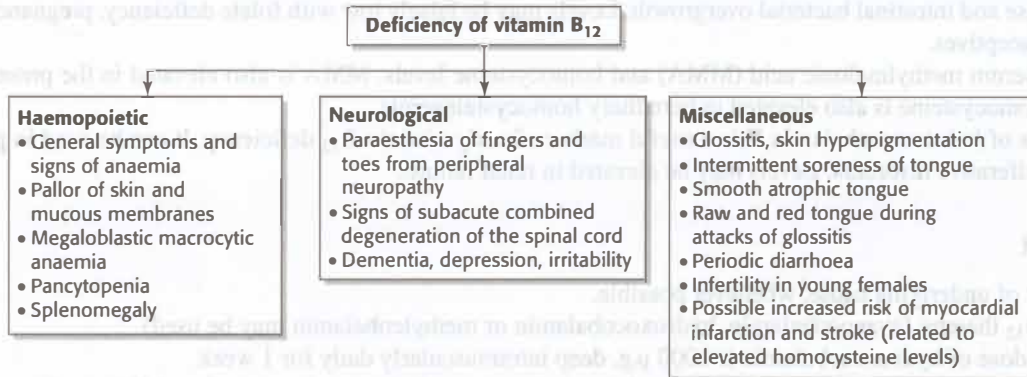 Deficiency of vitamin B12
Haemopoietic
• General symptoms and
signs of anaemia
• Pallor of skin and
mucous membranes
• Megaloblastic macrocytic
anaemia
• Pancytopenia
• Splenomegaly
Neurological
• Paraesthesia of fingers and
toes from peripheral
neuropathy
• Signs of subacute combined
degeneration of the spinal cord
• Dementia, depression, irritability
Miscellaneous
• Glossitis, skin hyperpigmentation
• Intermittent soreness of tongue
• Smooth atrophic tongue
• Raw and red tongue during
attacks of glossitis
• Periodic diarrhoea
• Infertility in young females
• Possible increased risk of myocardial
infarction and stroke (related to
elevated homocysteine levels)